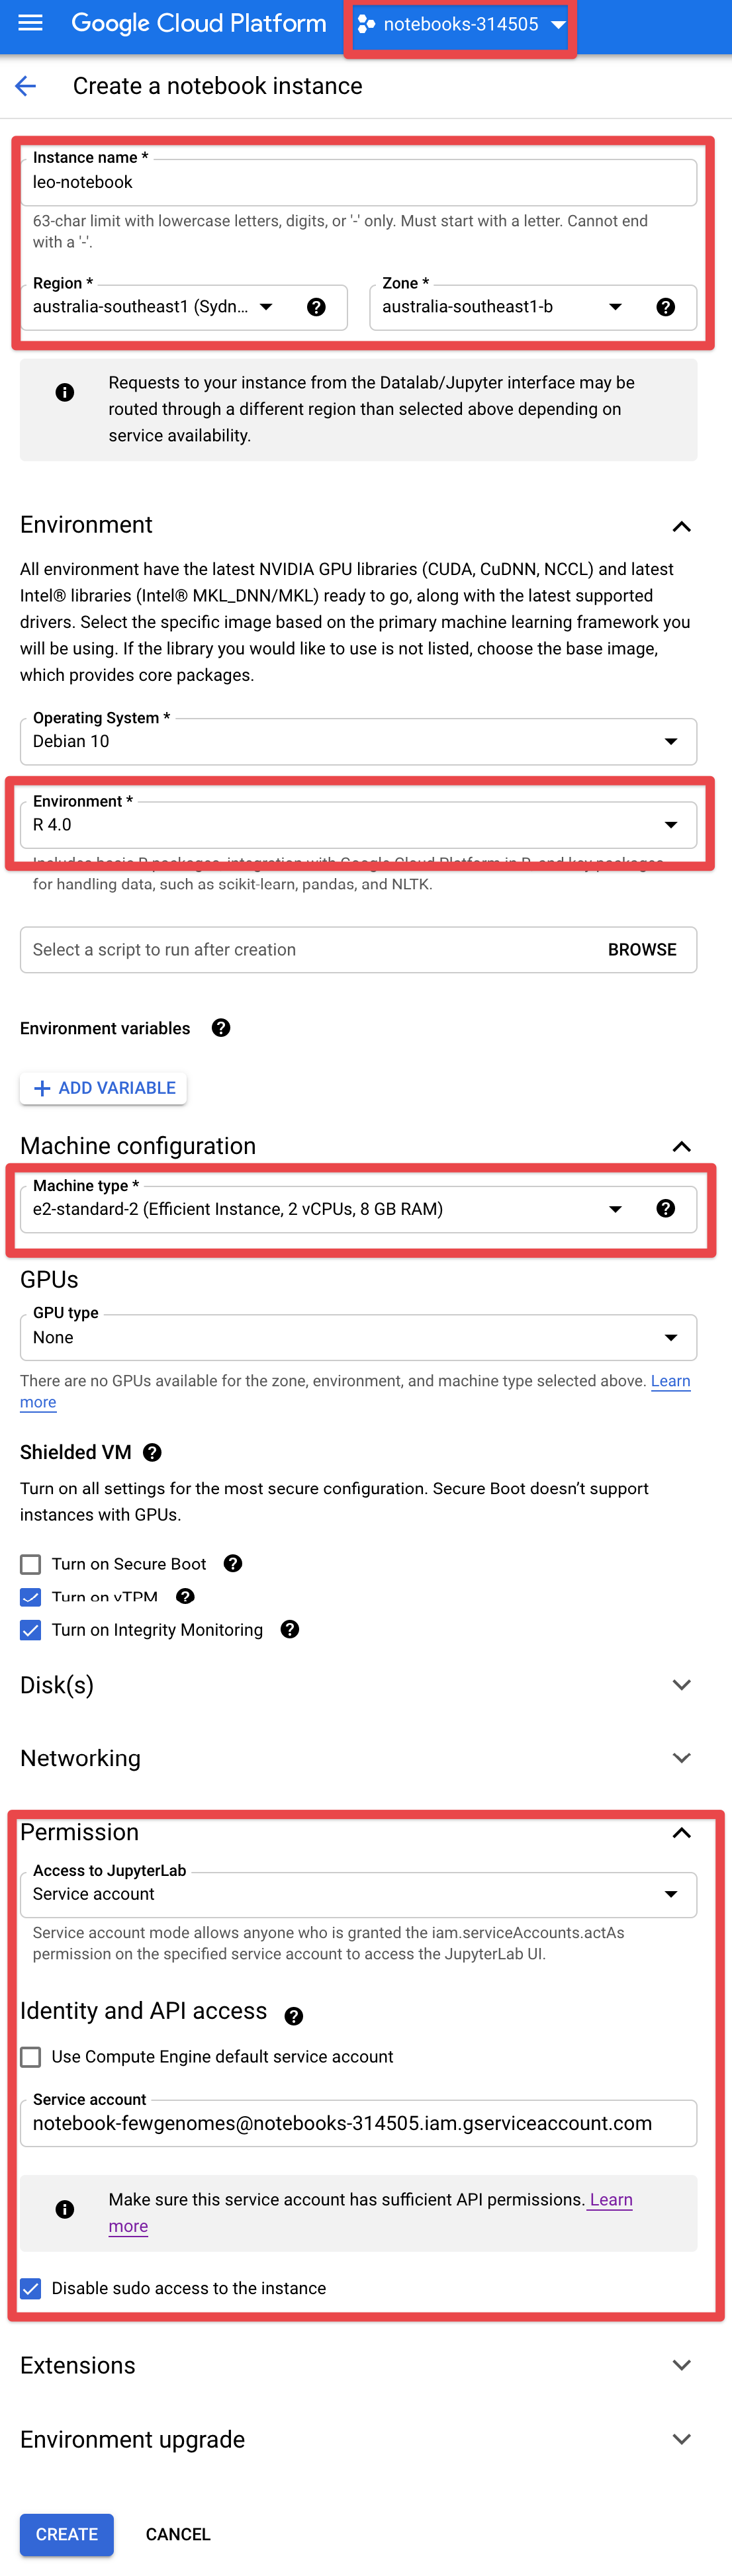 Google Cloud Platform
notebooks-314505
Create a notebook instance
Instance name *
leo-notebook
63-char limit with lowercase letters, digits, or '-' only. Must start with a letter. Cannot end
with a '-'.
Region *
Zone *
australia-southeast1 (Sydn...
australia-southeast1-b
Requests to your instance from the Datalab/Jupyter interface may be
routed through a different region than selected above depending on
service availability.
Environment
All environment have the latest NVIDIA GPU libraries (CUDA, CuDNN, NCCL) and latest
Intel® libraries (Intel® MKL_DNN/MKL) ready to go, along with the latest supported
drivers. Select the specific image based on the primary machine learning framework you
will be using. If the library you would like to use is not listed, choose the base image,
which provides core packages.
Operating System *
Debian 10
Environment *
R 4.0
Includes basic R packages, integration with Google Cloud Platform in R, and key packages
for handling data, such as scikit-learn, pandas, and NLTK.
Select a script to run after creation
BROWSE
Environment variables
ADD VARIABLE
Machine configuration
Machine type *
e2-standard-2 (Efficient Instance, 2 vCPUs, 8 GB RAM)
GPUs
GPU type
None
There are no GPUs available for the zone, environment, and machine type selected above. Learn
more
Shielded VM
Turn on all settings for the most secure configuration. Secure Boot doesn’t support
instances with GPUs.
Turn on Secure Boot
Turn on vTPM
Turn on Integrity Monitoring
Disk(s)
Networking
Permission
Access to JupyterLab
Service account
Service account mode allows anyone who is granted the iam.serviceAccounts.actAs
permission on the specified service account to access the JupyterLab UI.
Identity and API access
Use Compute Engine default service account
Service account
notebook-fewgenomes@notebooks-314505.iam.gserviceaccount.com
Make sure this service account has sufficient API permissions. Learn
more
Disable sudo access to the instance
Extensions
Environment upgrade
CREATE
CANCEL